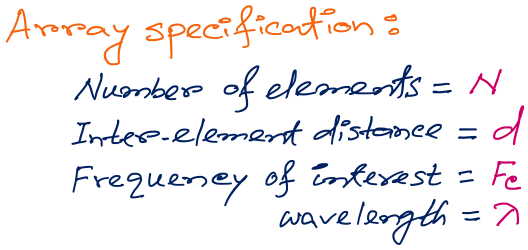 Array specification:
Number of elements = N
Inter-element distance = d
Frequency of interest = Fc
wavelength = λ